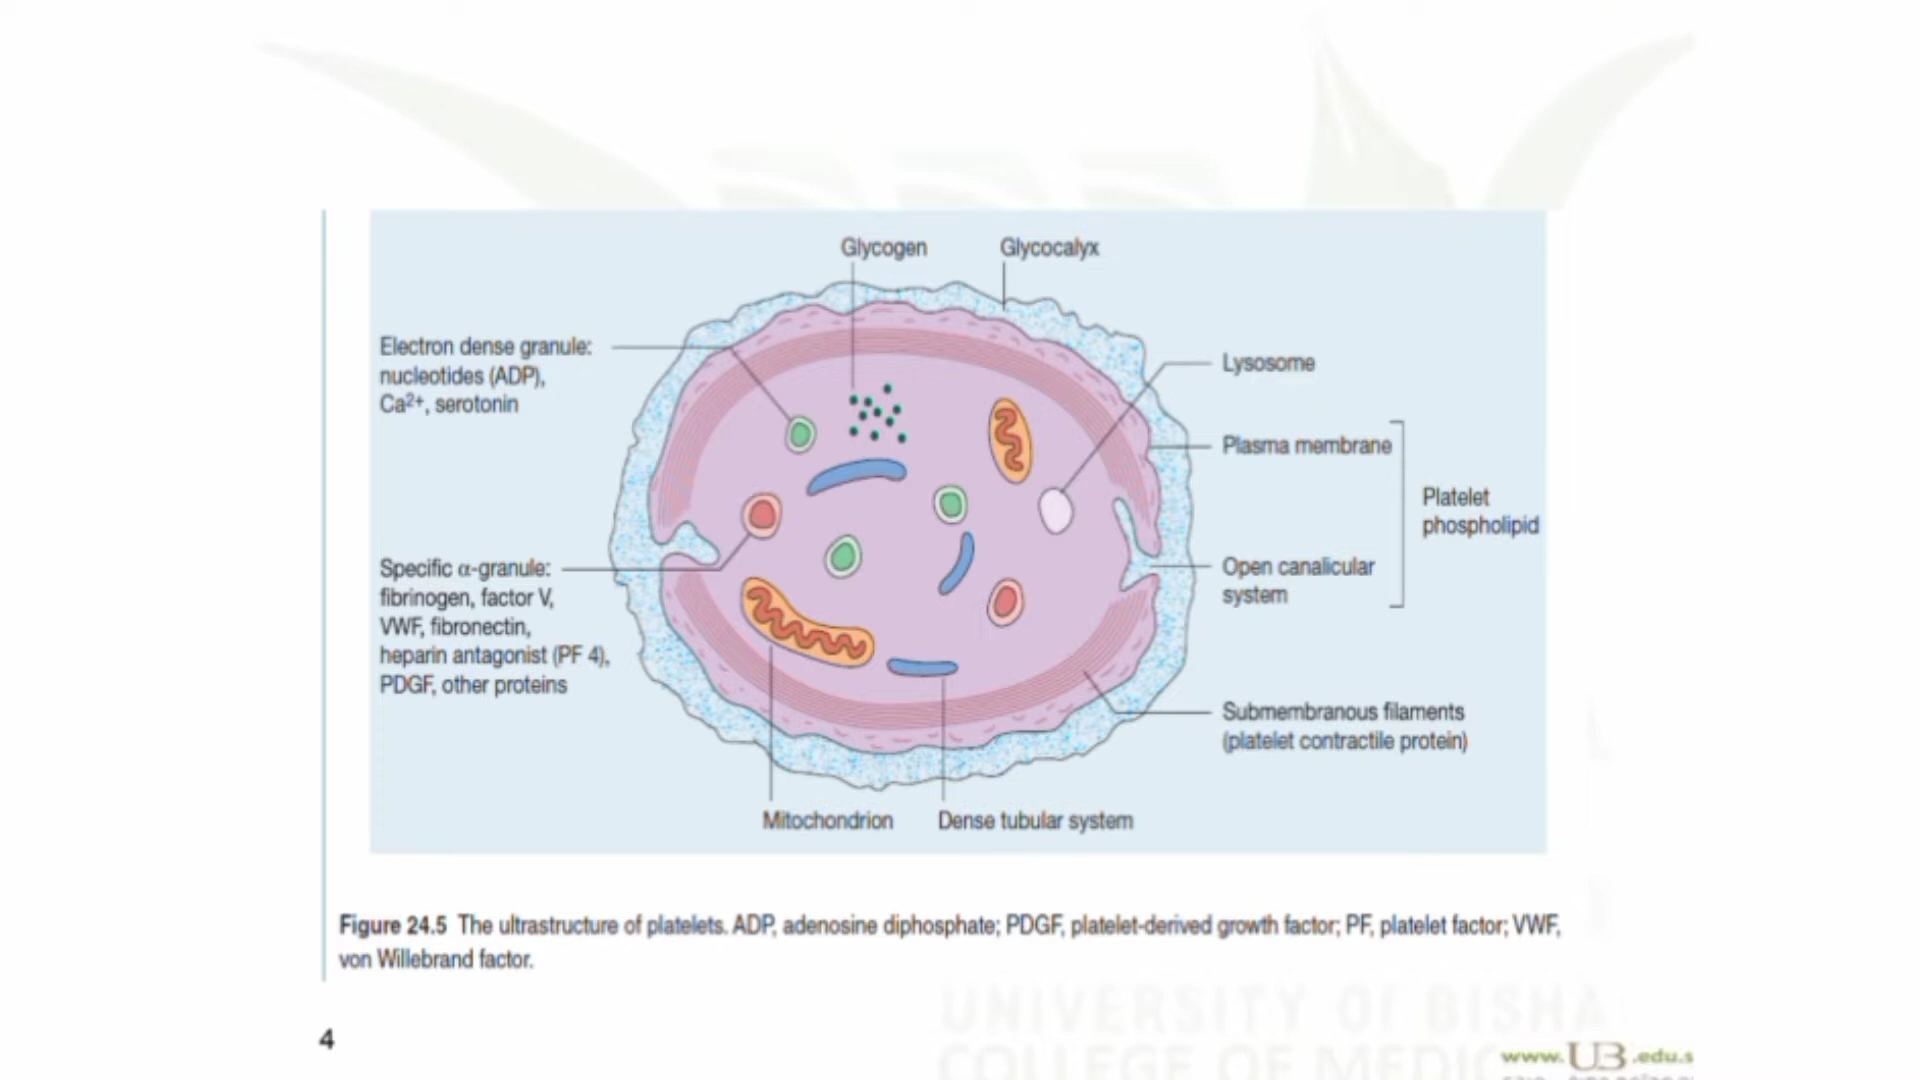 Glycogen
Glycocalyx
Electron dense granule:
nucleotides (ADP),
Ca²⁺, serotonin
Lysosome
Plasma membrane
Platelet
phospholipid
Specific α-granule:
fibrinogen, factor V,
VWF, fibronectin,
heparin antagonist (PF 4),
PDGF, other proteins
Open canalicular
system
Submembranous filaments
(platelet contractile protein)
Mitochondrion
Dense tubular system
Figure 24.5 The ultrastructure of platelets. ADP, adenosine diphosphate; PDGF, platelet-derived growth factor; PF, platelet factor; VWF,
von Willebrand factor.
UNIVERSITY Of BISHA
COLLEGE OF MEDIC
4
www.UB.edu.s